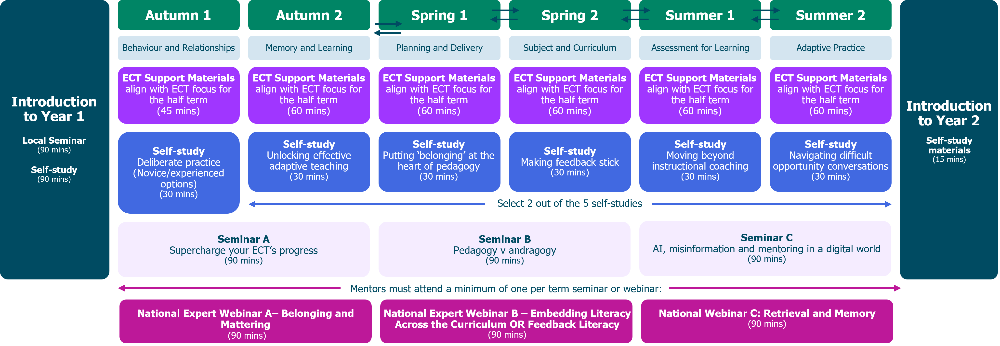 Introduction
to Year 1
Local Seminar
(90 mins)
Self-study
(90 mins)
Autumn 1
Autumn 2
Spring 1
Spring 2
Summer 1
Summer 2
Behaviour and Relationships
Memory and Learning
Planning and Delivery
Subject and Curriculum
Assessment for Learning
Adaptive Practice
ECT Support Materials
align with ECT focus for
the half term
(45 mins)
ECT Support Materials
align with ECT focus for
the half term
(60 mins)
ECT Support Materials
align with ECT focus for
the half term
(60 mins)
ECT Support Materials
align with ECT focus for
the half term
(60 mins)
ECT Support Materials
align with ECT focus for
the half term
(60 mins)
ECT Support Materials
align with ECT focus for
the half term
(60 mins)
Self-study
Deliberate practice
(Novice/experienced
options)
(30 mins)
Self-study
Unlocking effective
adaptive teaching
(30 mins)
Self-study
Putting ‘belonging’ at the
heart of pedagogy
(30 mins)
Self-study
Making feedback stick
(30 mins)
Self-study
Moving beyond
instructional coaching
(30 mins)
Self-study
Navigating difficult
opportunity conversations
(30 mins)
Select 2 out of the 5 self-studies
Seminar A
Supercharge your ECT’s progress
(90 mins)
Seminar B
Pedagogy v andragogy
(90 mins)
Seminar C
AI, misinformation and mentoring in a digital world
(90 mins)
Mentors must attend a minimum of one per term seminar or webinar:
National Expert Webinar A– Belonging and
Mattering
(90 mins)
National Expert Webinar B – Embedding Literacy
Across the Curriculum OR Feedback Literacy
(90 mins)
National Webinar C: Retrieval and Memory
(90 mins)
Introduction
to Year 2
Self-study
materials
(15 mins)